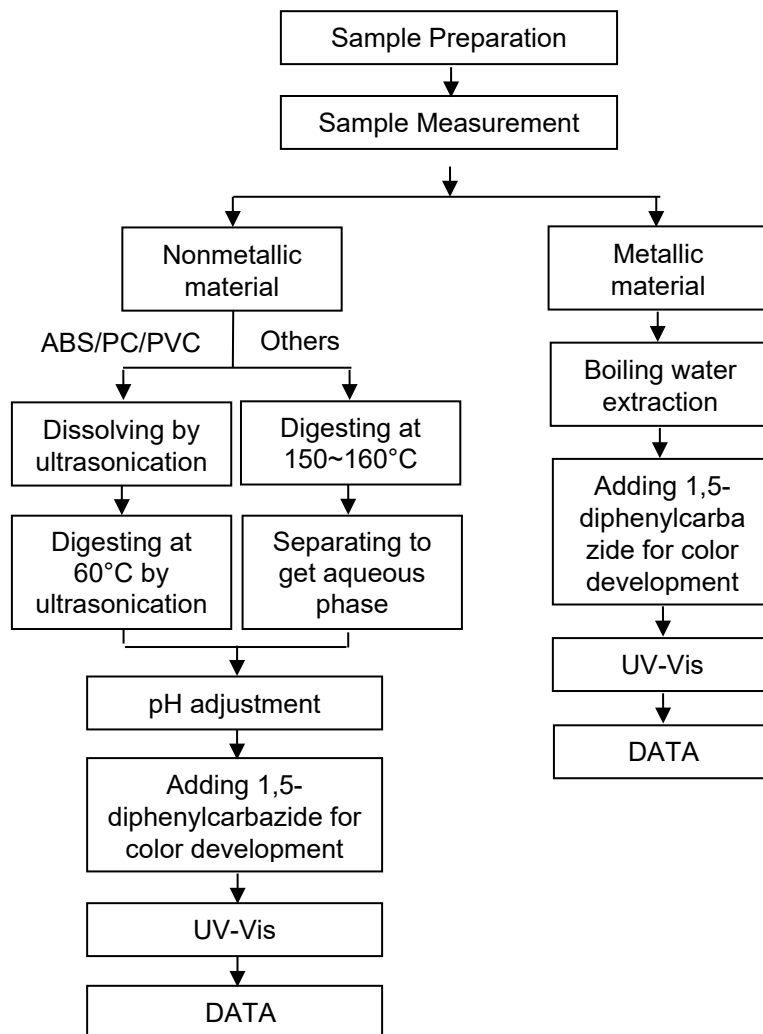 Sample Preparation
Sample Measurement
Nonmetallic
material
ABS/PC/PVC
Others
Dissolving by
ultrasonication
Digesting at
150~160°C
Digesting at
60°C by
ultrasonication
Separating to
get aqueous
phase
pH adjustment
Adding 1,5-
diphenylcarbazide for
color development
UV-Vis
DATA
Metallic
material
Boiling water
extraction
Adding 1,5-
diphenylcarba
zide for color
development
UV-Vis
DATA